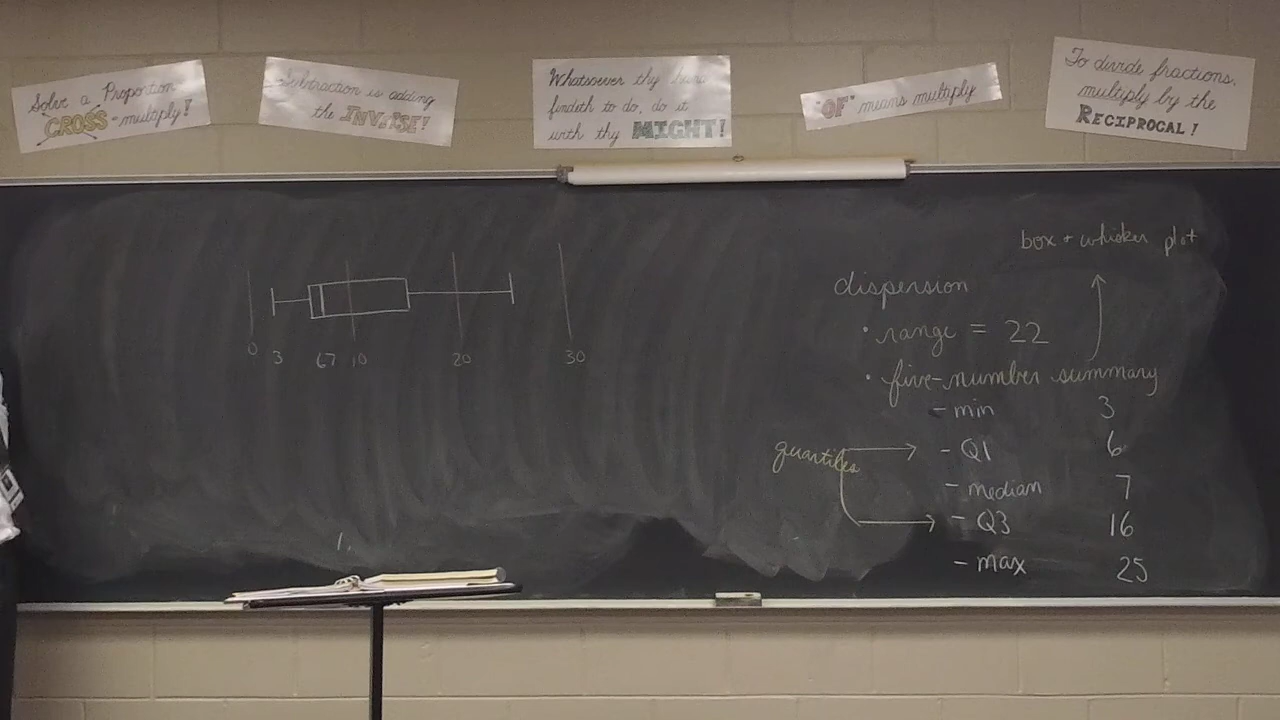 Solve a Proportion
"CROSS"-multiply!
Subtraction is adding
the INVERSE!
Whatsoever thy hand
findeth to do, do it
with thy MIGHT!
"OF" means multiply
To divide fractions,
multiply by the
RECIPROCAL!
0 3 6 7 10 20 30
box + whisker plot
dispersion
• range = 22
• five-number summary
- min 3
- Q1 6
quartiles
- median 7
- Q3 16
- max 25